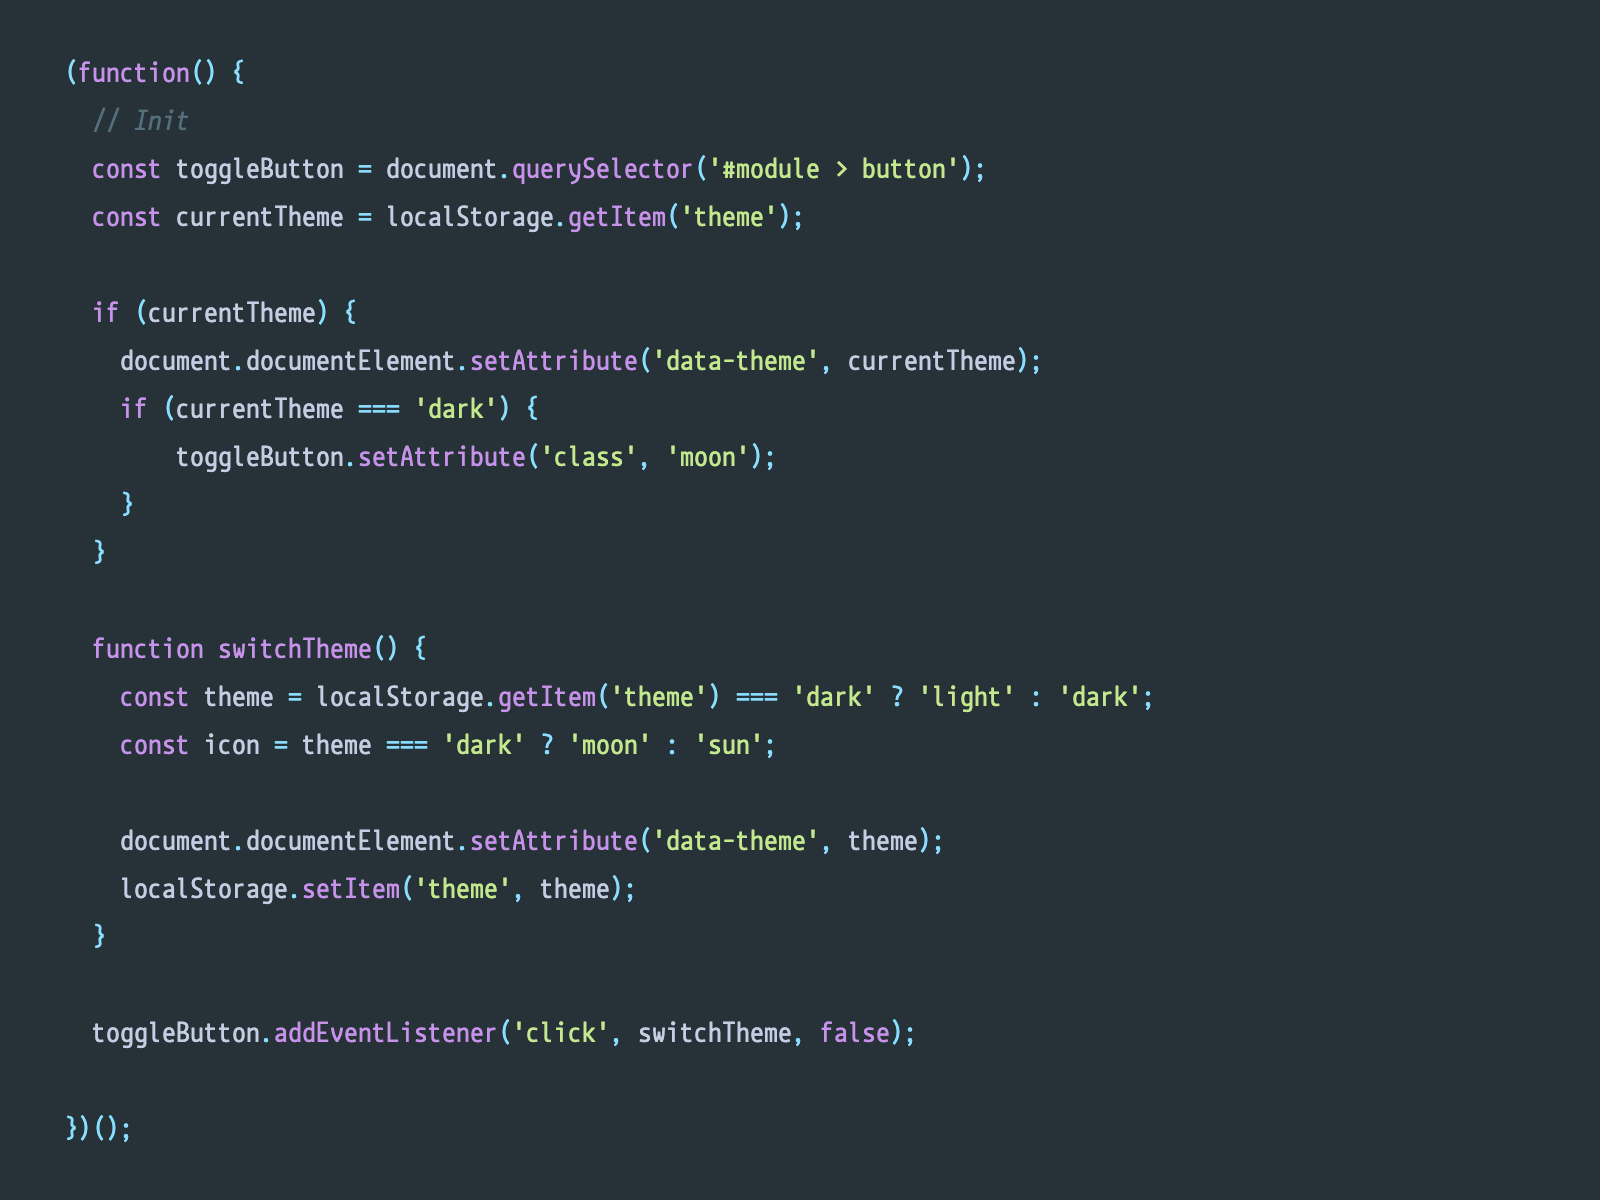 (function() {
  // Init
  const toggleButton = document.querySelector('#module > button');
  const currentTheme = localStorage.getItem('theme');

  if (currentTheme) {
    document.documentElement.setAttribute('data-theme', currentTheme);
    if (currentTheme === 'dark') {
        toggleButton.setAttribute('class', 'moon');
    }
  }

  function switchTheme() {
    const theme = localStorage.getItem('theme') === 'dark' ? 'light' : 'dark';
    const icon = theme === 'dark' ? 'moon' : 'sun';

    document.documentElement.setAttribute('data-theme', theme);
    localStorage.setItem('theme', theme);
  }

  toggleButton.addEventListener('click', switchTheme, false);

})();